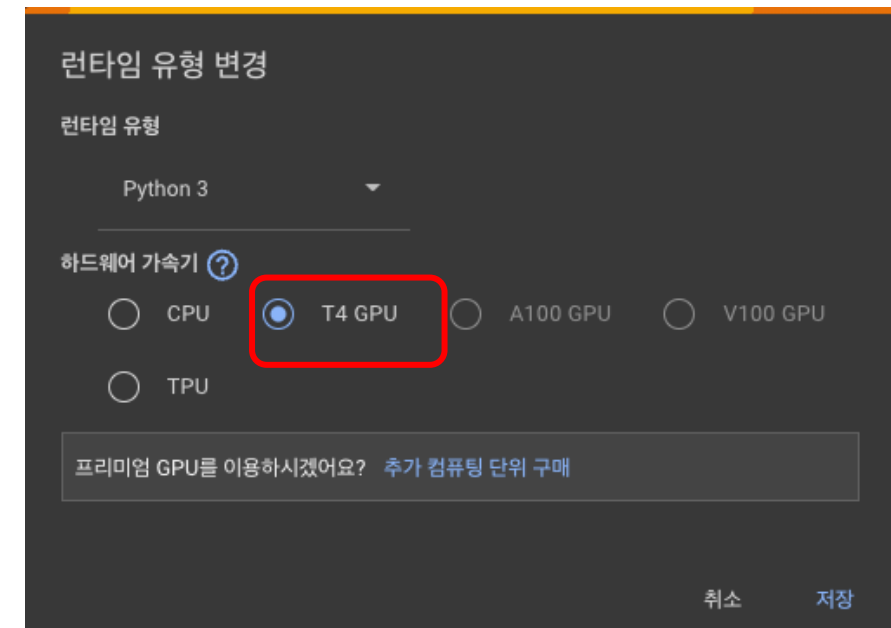 런타임 유형 변경
런타임 유형
Python 3
하드웨어 가속기 ?
CPU T4 GPU A100 GPU V100 GPU
TPU
프리미엄 GPU를 이용하시겠어요? 추가 컴퓨팅 단위 구매
취소 저장